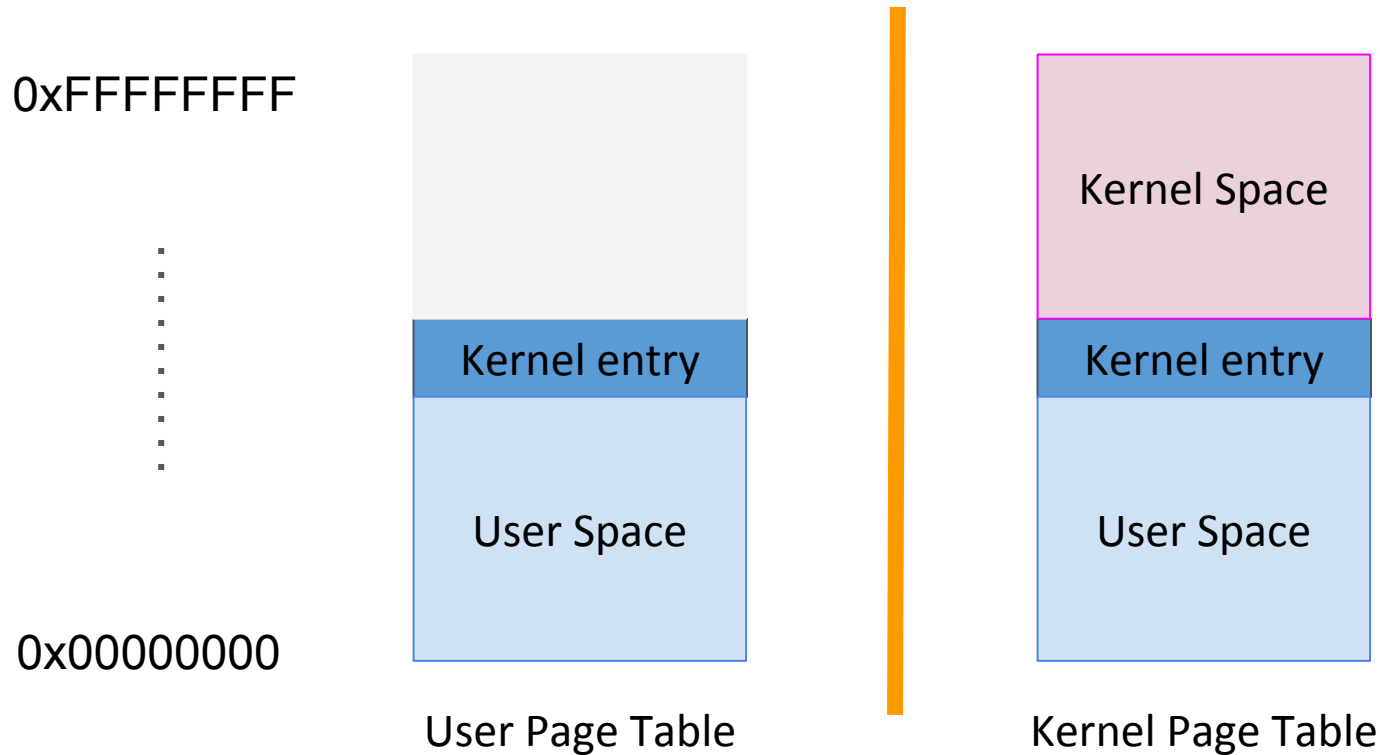 0xFFFFFFFF
Kernel Space
Kernel entry
Kernel entry
User Space
User Space
0x00000000
User Page Table
Kernel Page Table